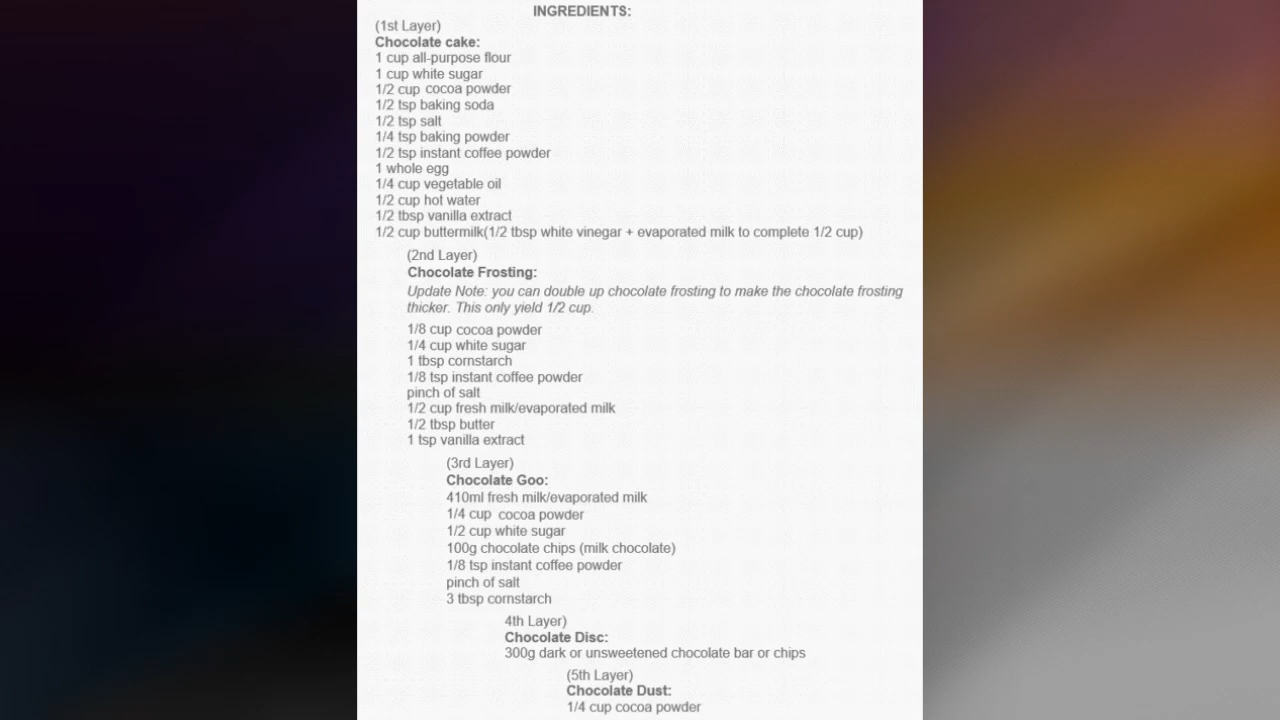 INGREDIENTS:
(1st Layer)
Chocolate cake:
1 cup all-purpose flour
1 cup white sugar
1/2 cup cocoa powder
1/2 tsp baking soda
1/2 tsp salt
1/4 tsp baking powder
1/2 tsp instant coffee powder
1 whole egg
1/4 cup vegetable oil
1/2 cup hot water
1/2 tbsp vanilla extract
1/2 cup buttermilk(1/2 tbsp white vinegar + evaporated milk to complete 1/2 cup)
(2nd Layer)
Chocolate Frosting:
Update Note: you can double up chocolate frosting to make the chocolate frosting
thicker. This only yield 1/2 cup.
1/8 cup cocoa powder
1/4 cup white sugar
1 tbsp cornstarch
1/8 tsp instant coffee powder
pinch of salt
1/2 cup fresh milk/evaporated milk
1/2 tbsp butter
1 tsp vanilla extract
(3rd Layer)
Chocolate Goo:
410ml fresh milk/evaporated milk
1/4 cup cocoa powder
1/2 cup white sugar
100g chocolate chips (milk chocolate)
1/8 tsp instant coffee powder
pinch of salt
3 tbsp cornstarch
4th Layer)
Chocolate Disc:
300g dark or unsweetened chocolate bar or chips
(5th Layer)
Chocolate Dust:
1/4 cup cocoa powder